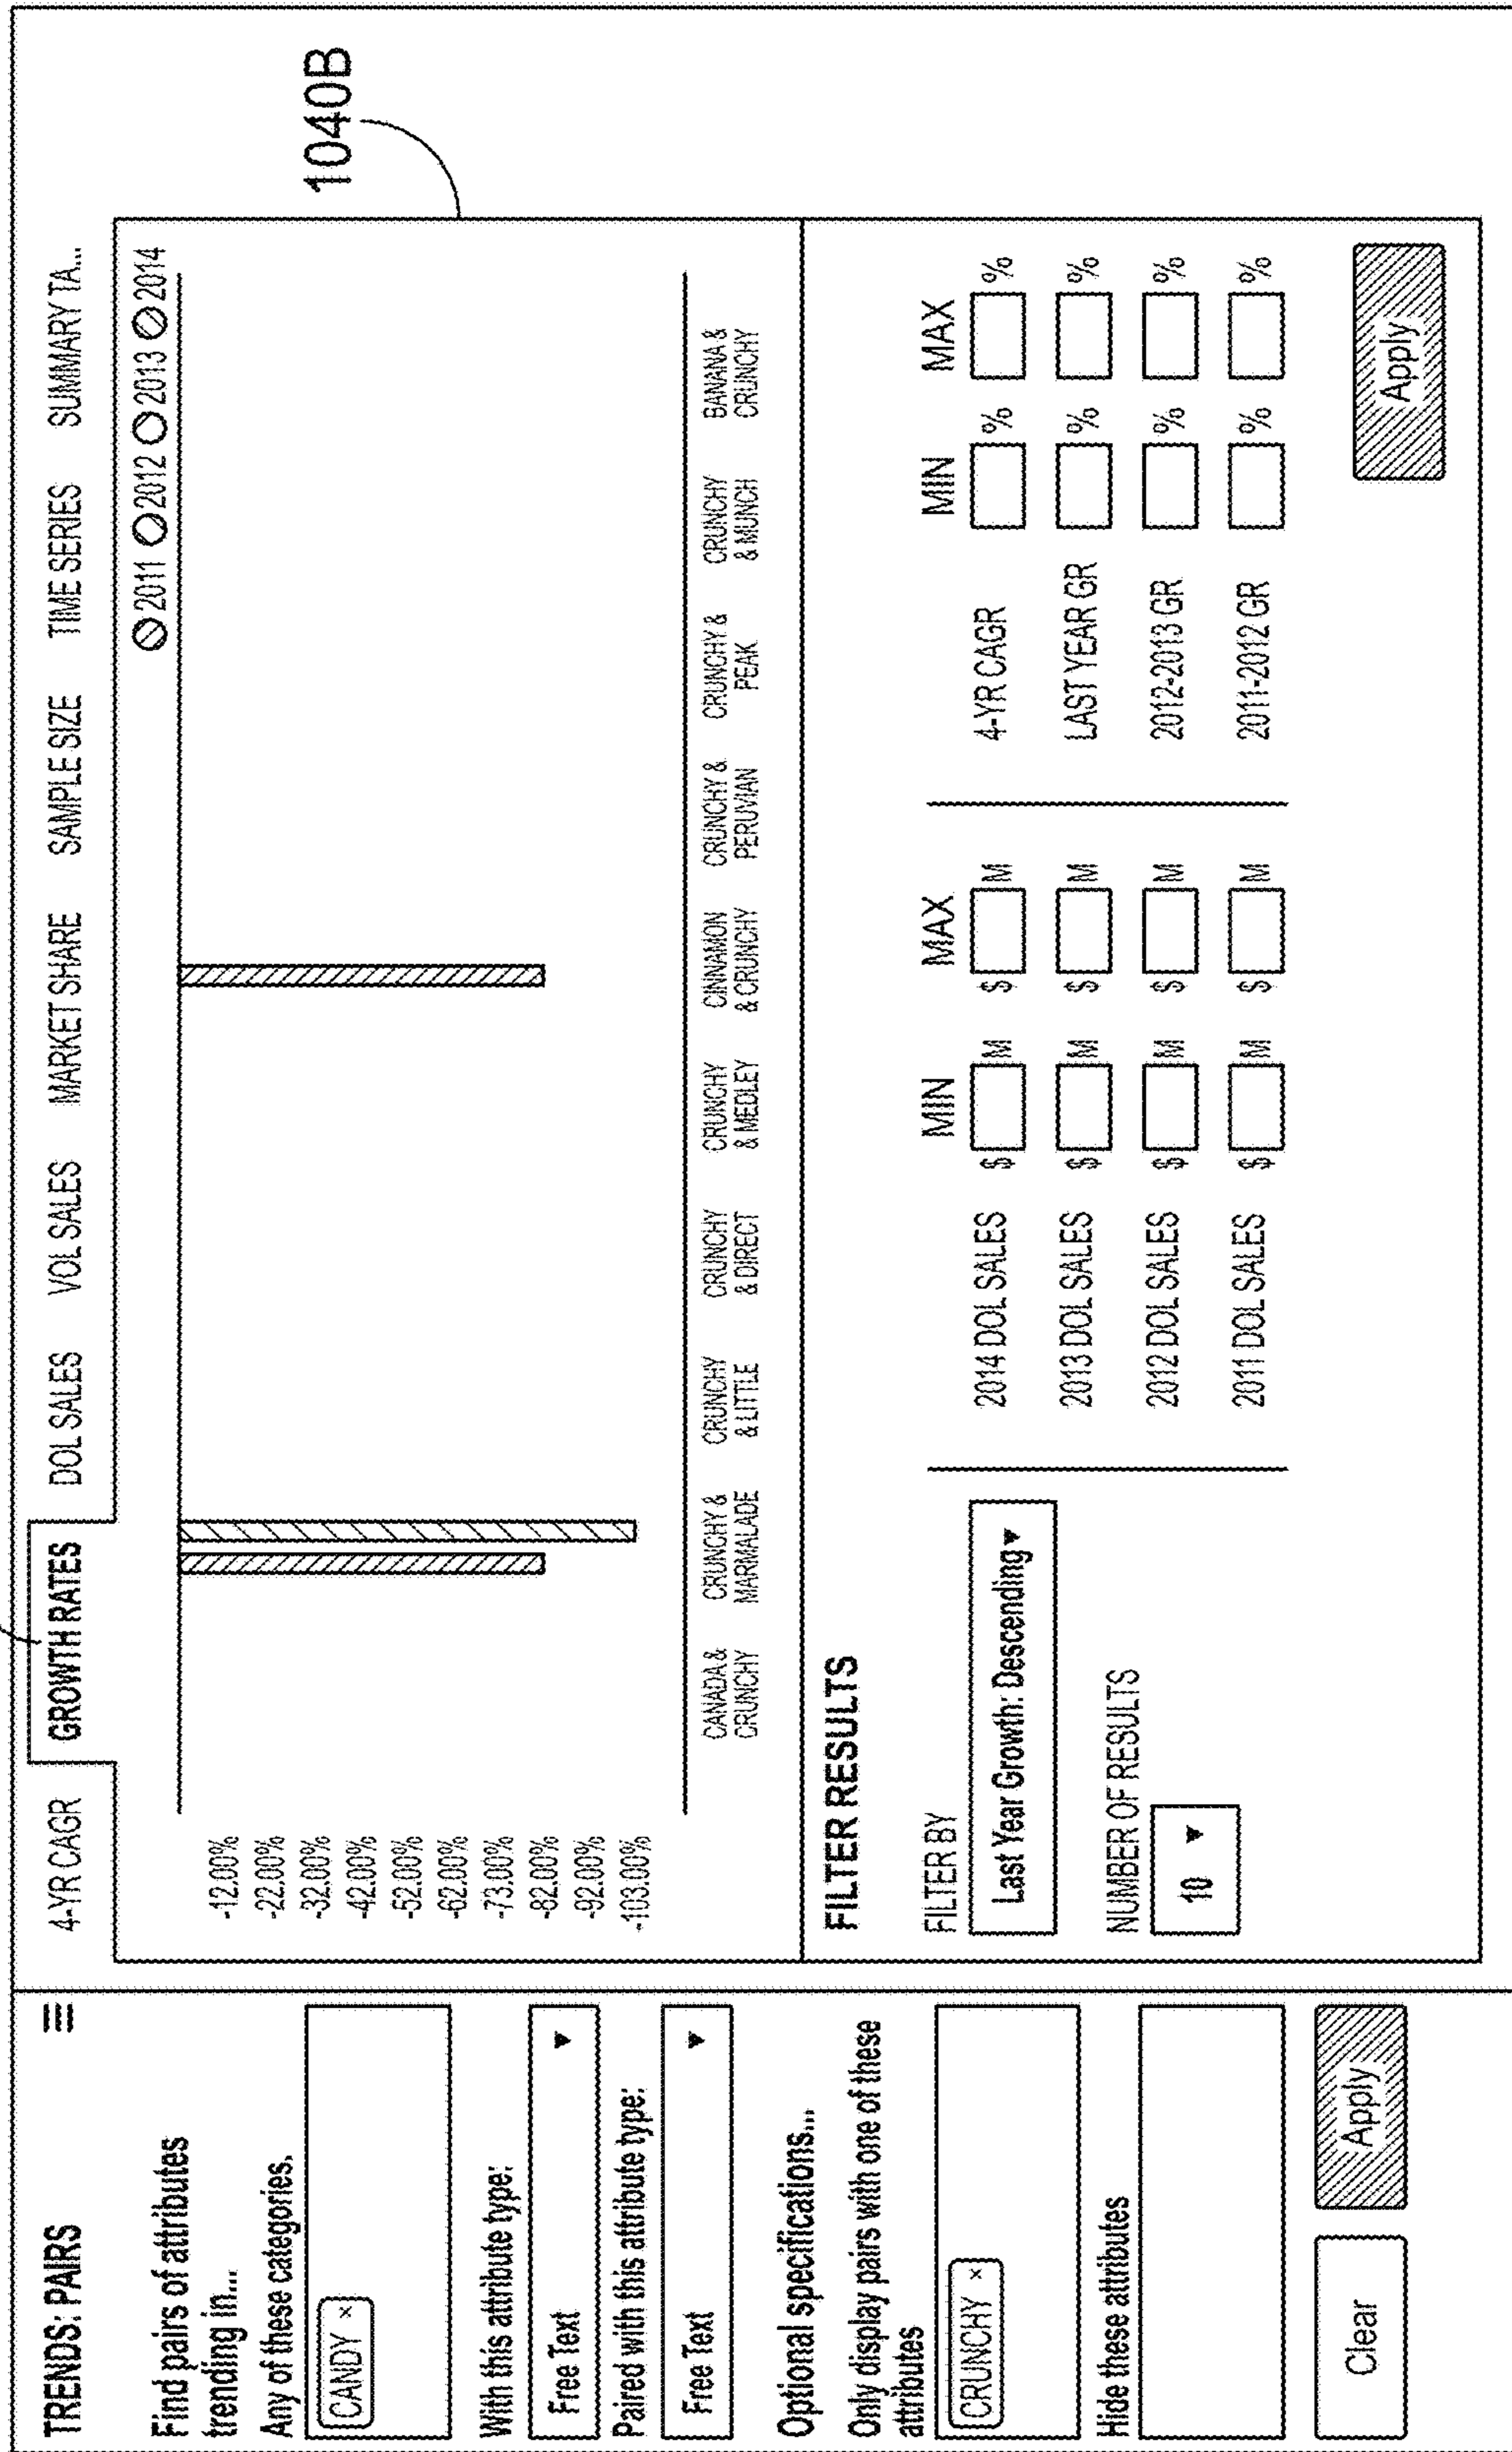 TRENDS: PAIRS
Find pairs of attributes
trending in...
Any of these categories.
CANDY ×
With this attribute type:
Free Text ▼
Paired with this attribute type:
Free Text ▼
Optional specifications...
Only display pairs with one of these
attributes
CRUNCHY ×
Hide these attributes
Clear Apply
4-YR CAGR GROWTH RATES DOL SALES VOL SALES MARKET SHARE SAMPLE SIZE TIME SERIES SUMMARY TA...
2011 2012 2013 2014
1040B
-12.00%
-22.00%
-32.00%
-42.00%
-52.00%
-62.00%
-73.00%
-82.00%
-92.00%
-103.00%
CANADA &
CRUNCHY
CRUNCHY &
MARMALADE
CRUNCHY
& LITTLE
CRUNCHY
& DIRECT
CRUNCHY
& MEDLEY
CINNAMON
& CRUNCHY
CRUNCHY &
PERUVIAN
CRUNCHY &
PEAK
CRUNCHY
& MUNCH
BANANA &
CRUNCHY
FILTER RESULTS
FILTER BY
Last Year Growth: Descending ▼
NUMBER OF RESULTS
10 ▼
MIN MAX
2014 DOL SALES $ M $ M
2013 DOL SALES $ M $ M
2012 DOL SALES $ M $ M
2011 DOL SALES $ M $ M
MIN MAX
4-YR CAGR % %
LAST YEAR GR % %
2012-2013 GR % %
2011-2012 GR % %
Apply